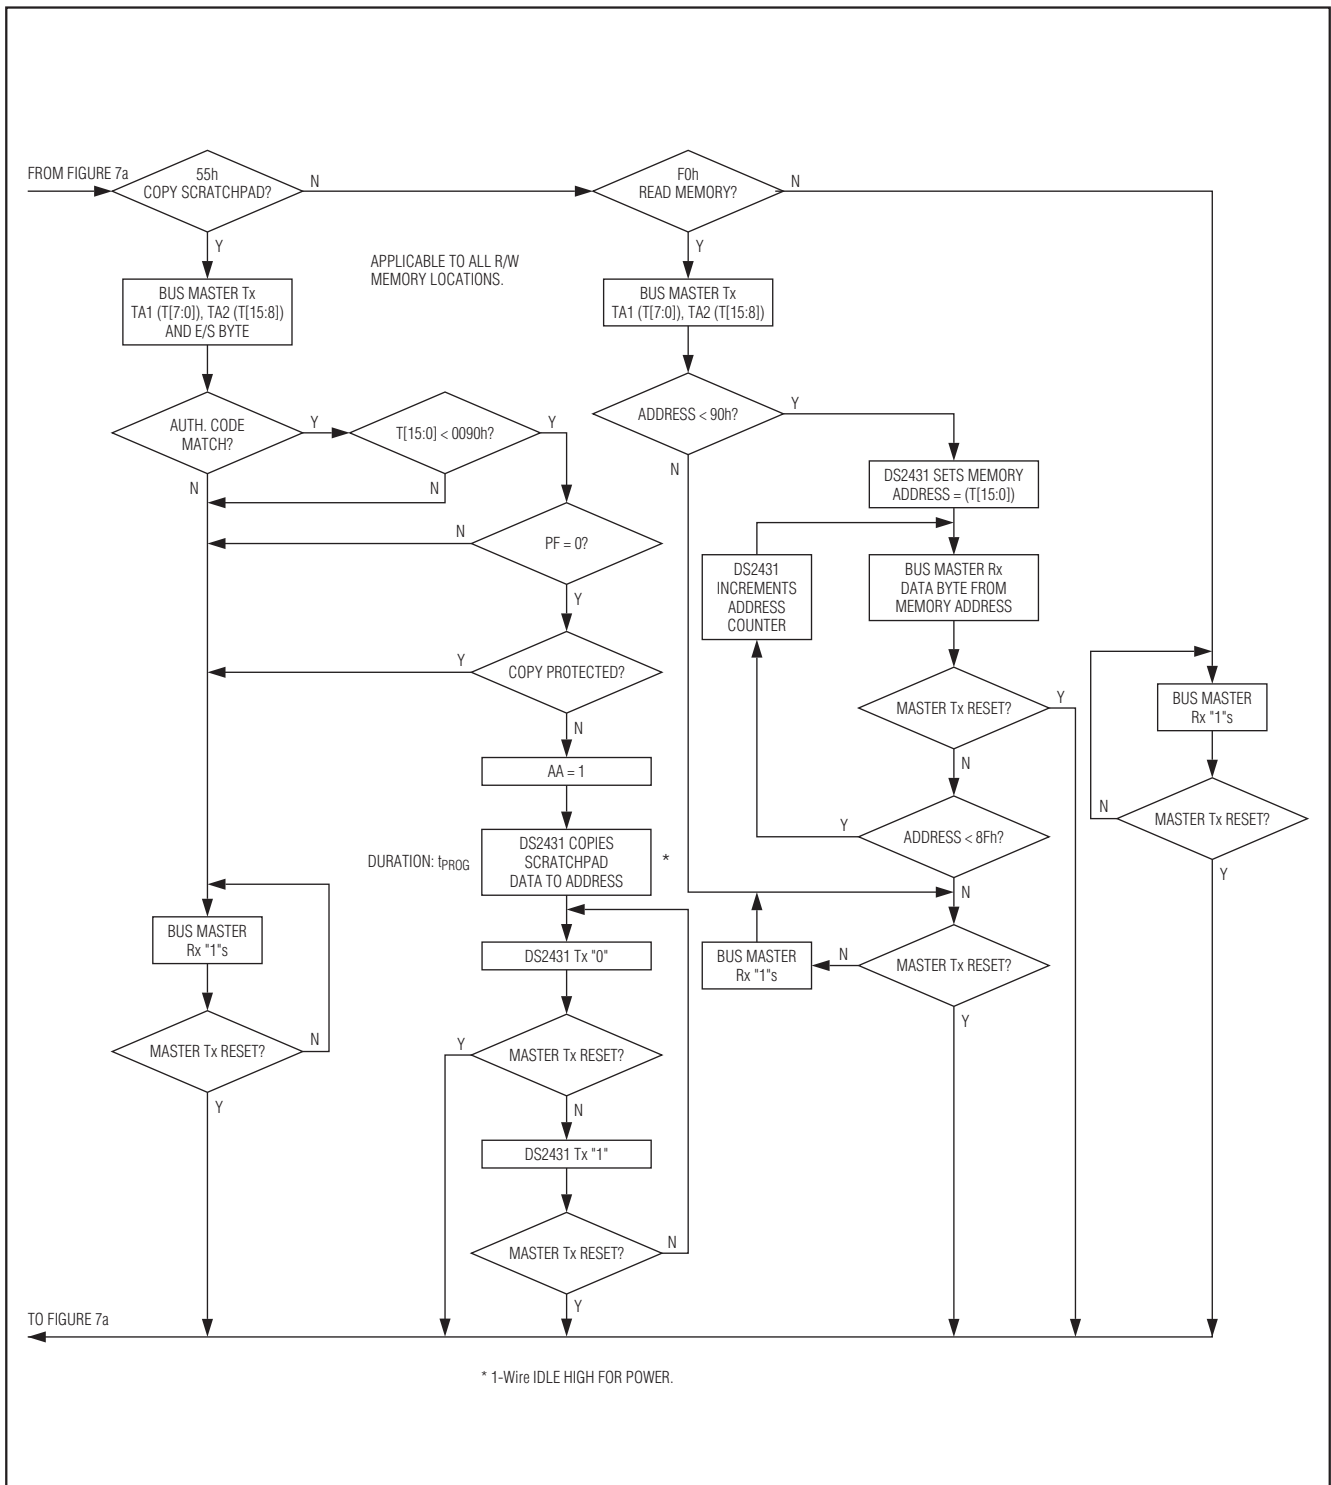 FROM FIGURE 7a
55h
COPY SCRATCHPAD?
N
Y
F0h
READ MEMORY?
N
Y
APPLICABLE TO ALL R/W
MEMORY LOCATIONS.
BUS MASTER Tx
TA1 (T[7:0]), TA2 (T[15:8])
AND E/S BYTE
BUS MASTER Tx
TA1 (T[7:0]), TA2 (T[15:8])
AUTH. CODE
MATCH?
Y
N
T[15:0] < 0090h?
Y
N
ADDRESS < 90h?
Y
N
DS2431 SETS MEMORY
ADDRESS = (T[15:0])
PF = 0?
N
Y
DS2431
INCREMENTS
ADDRESS
COUNTER
BUS MASTER Rx
DATA BYTE FROM
MEMORY ADDRESS
COPY PROTECTED?
Y
N
MASTER Tx RESET?
Y
N
BUS MASTER
Rx "1"s
AA = 1
MASTER Tx RESET?
N
Y
ADDRESS < 8Fh?
Y
N
DURATION: tPROG
DS2431 COPIES
SCRATCHPAD
DATA TO ADDRESS
*
BUS MASTER
Rx "1"s
DS2431 Tx "0"
BUS MASTER
Rx "1"s
N
MASTER Tx RESET?
Y
MASTER Tx RESET?
N
Y
Y
MASTER Tx RESET?
N
DS2431 Tx "1"
MASTER Tx RESET?
N
Y
TO FIGURE 7a
* 1-Wire IDLE HIGH FOR POWER.